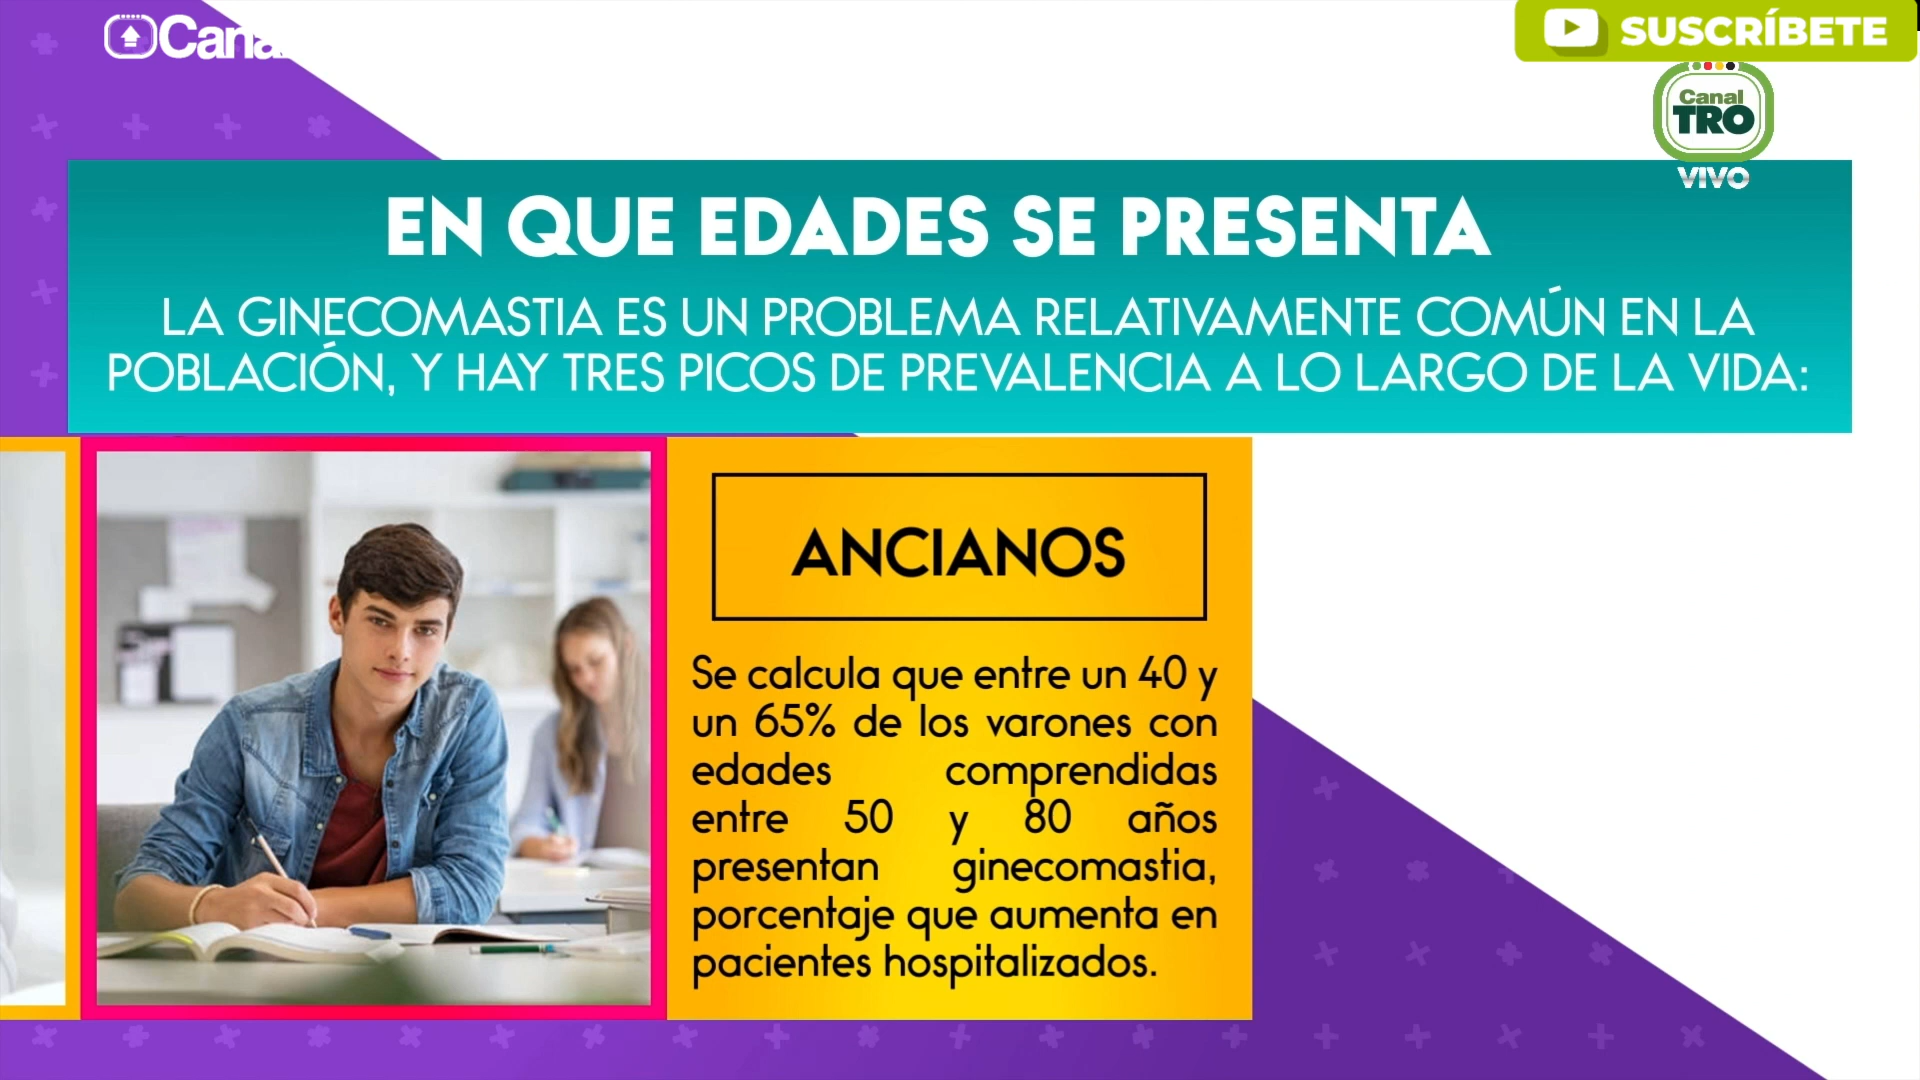 SUSCRÍBETE
Canal
TRO
VIVO
EN QUE EDADES SE PRESENTA
LA GINECOMASTIA ES UN PROBLEMA RELATIVAMENTE COMÚN EN LA
POBLACIÓN, Y HAY TRES PICOS DE PREVALENCIA A LO LARGO DE LA VIDA:
ANCIANOS
Se calcula que entre un 40 y
un 65% de los varones con
edades comprendidas
entre 50 y 80 años
presentan ginecomastia,
porcentaje que aumenta en
pacientes hospitalizados.